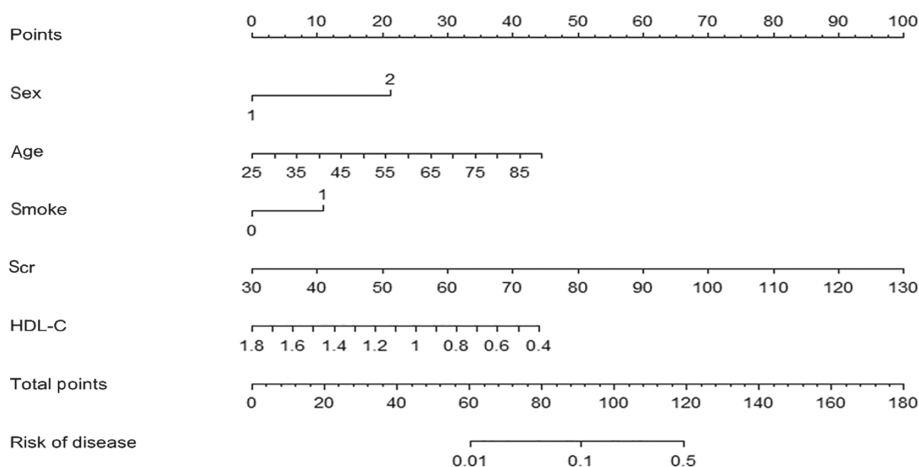 Points 0 10 20 30 40 50 60 70 80 90 100
Sex 2
1
Age
25 35 45 55 65 75 85
Smoke 1
0
Scr
30 40 50 60 70 80 90 100 110 120 130
HDL-C
1.8 1.6 1.4 1.2 1 0.8 0.6 0.4
Total points
0 20 40 60 80 100 120 140 160 180
Risk of disease
0.01 0.1 0.5